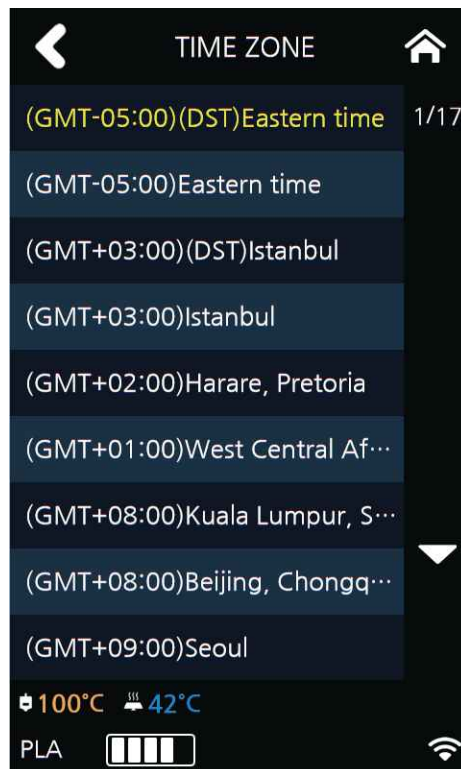 TIME ZONE
(GMT-05:00)(DST)Eastern time 1/17
(GMT-05:00)Eastern time
(GMT+03:00)(DST)Istanbul
(GMT+03:00)Istanbul
(GMT+02:00)Harare, Pretoria
(GMT+01:00)West Central Af···
(GMT+08:00)Kuala Lumpur, S···
(GMT+08:00)Beijing, Chongq···
(GMT+09:00)Seoul
100°C 42°C
PLA